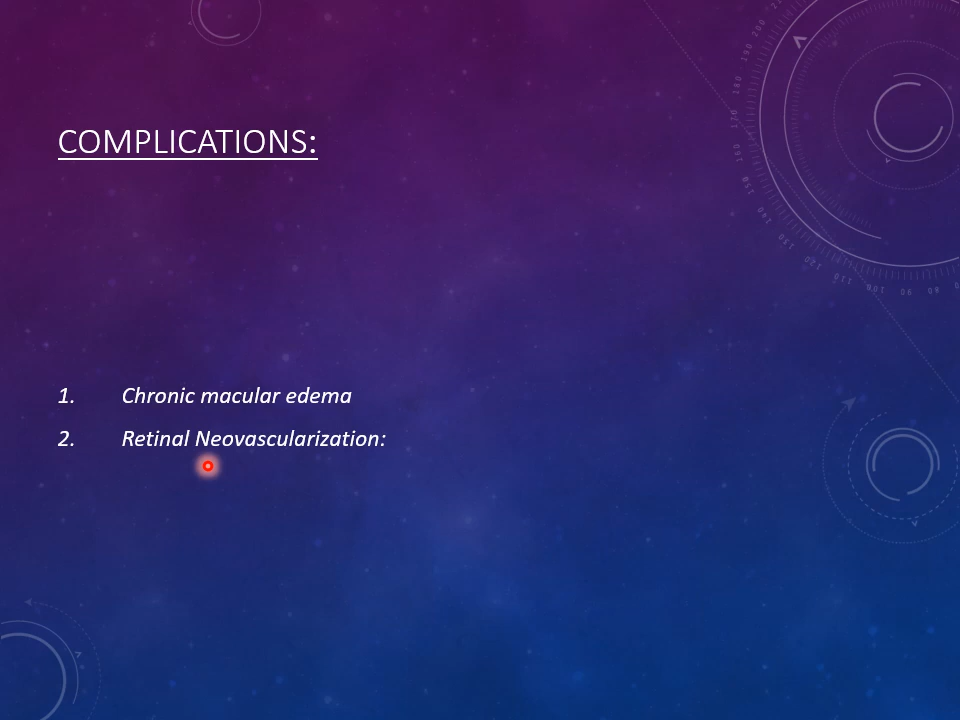 COMPLICATIONS:
1. Chronic macular edema
2. Retinal Neovascularization: